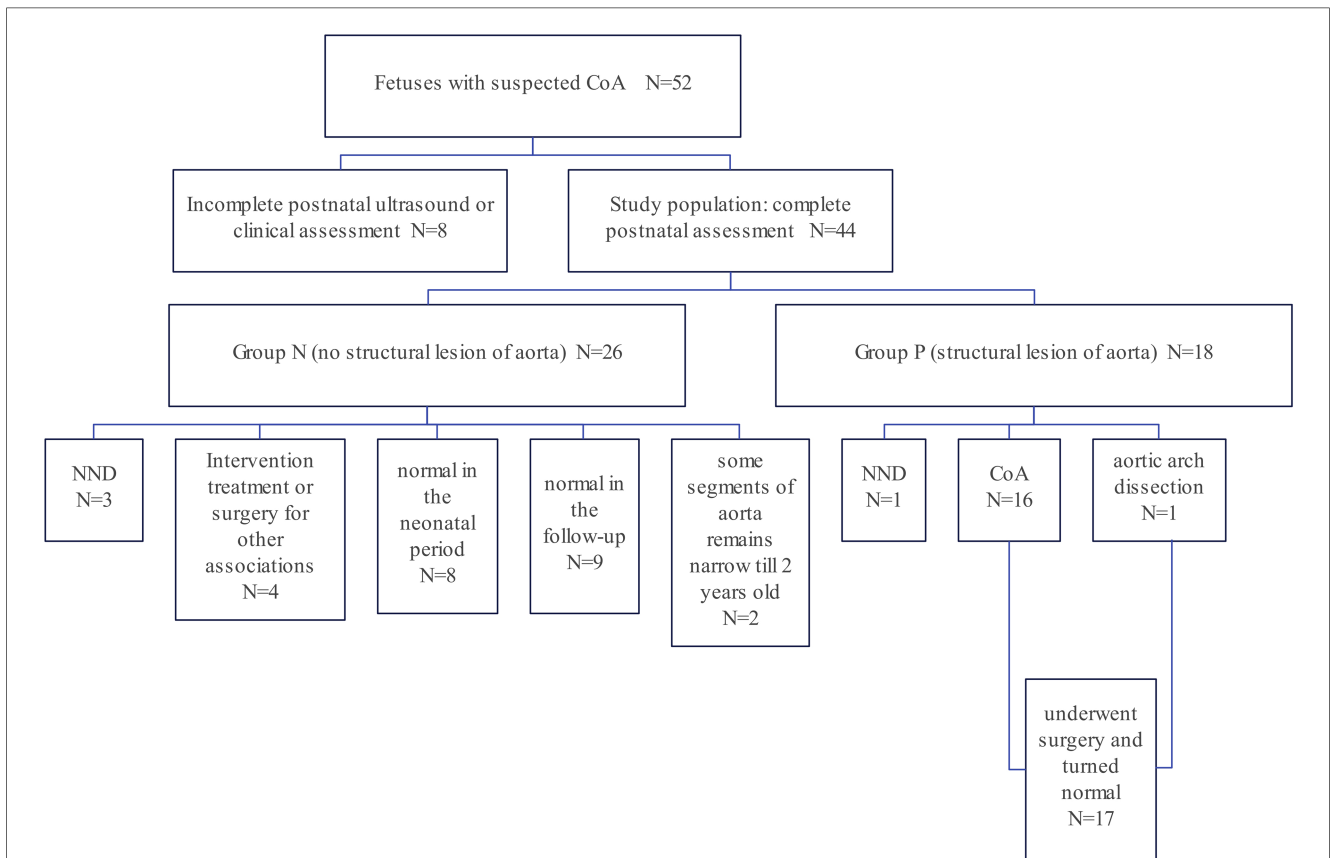 Fetuses with suspected CoA N=52
Incomplete postnatal ultrasound or
clinical assessment N=8
Study population: complete
postnatal assessment N=44
Group N (no structural lesion of aorta) N=26
Group P (structural lesion of aorta) N=18
NND
N=3
Intervention
treatment or
surgery for
other
associations
N=4
normal in
the
neonatal
period
N=8
normal in
the
follow-up
N=9
some
segments of
aorta
remains
narrow till 2
years old
N=2
NND
N=1
CoA
N=16
aortic arch
dissection
N=1
underwent
surgery and
turned
normal
N=17